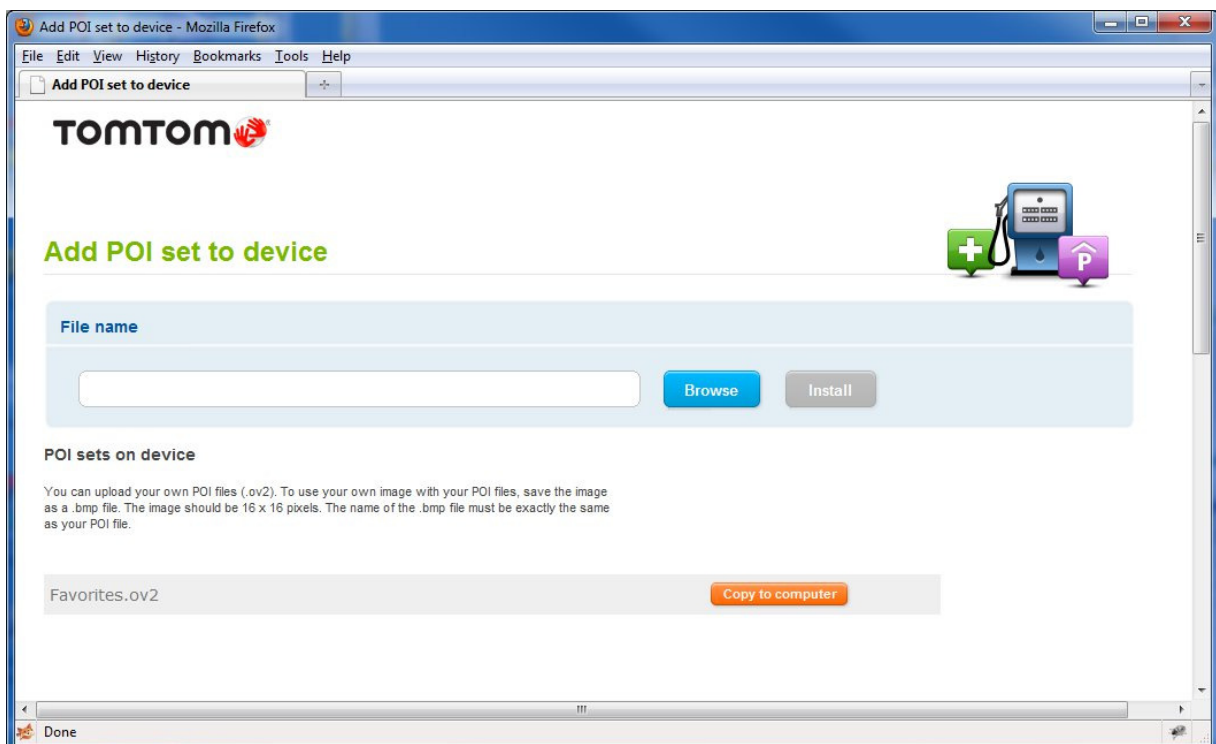 Add POI set to device - Mozilla Firefox
File Edit View History Bookmarks Tools Help
Add POI set to device
TOMTOM
Add POI set to device
P
File name
Browse Install
POI sets on device
You can upload your own POI files (.ov2). To use your own image with your POI files, save the image
as a .bmp file. The image should be 16 x 16 pixels. The name of the .bmp file must be exactly the same
as your POI file.
Favorites.ov2 Copy to computer
Done